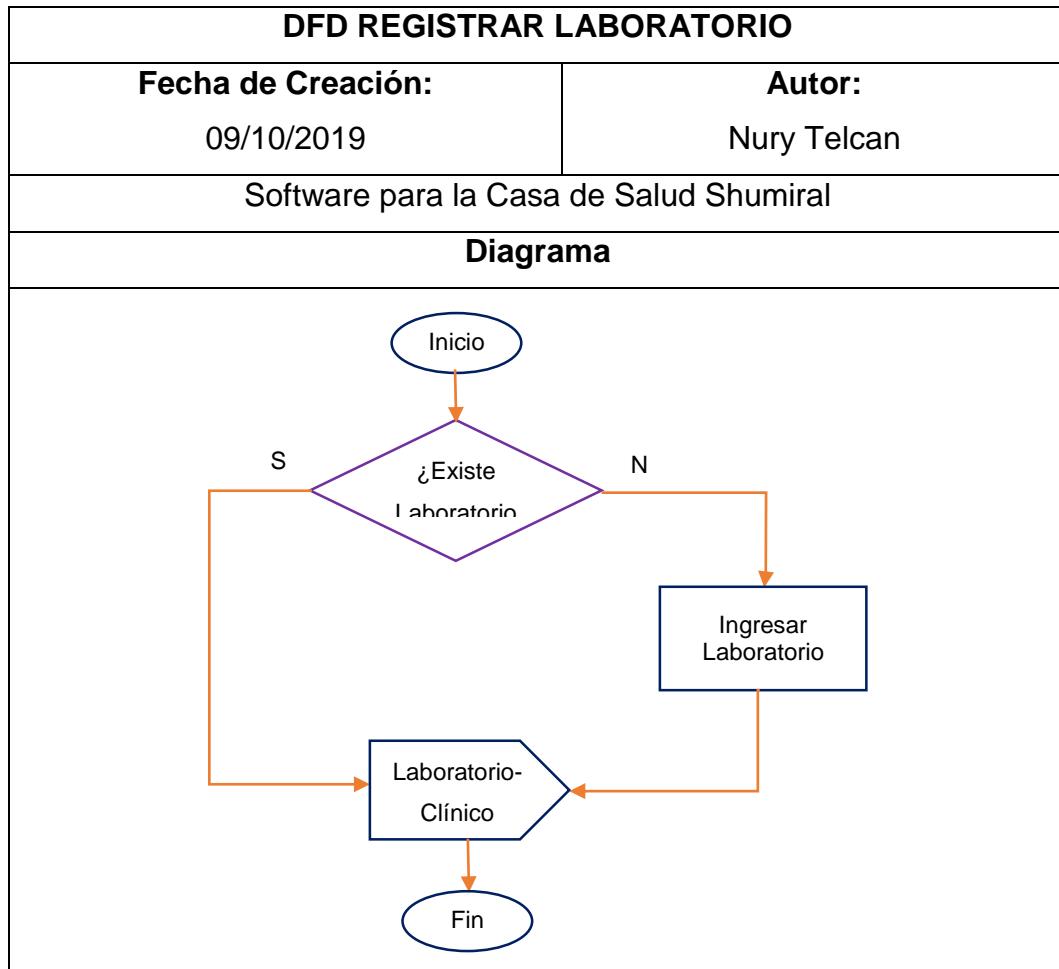 DFD REGISTRAR LABORATORIO
Fecha de Creación:
09/10/2019
Autor:
Nury Telcan
Software para la Casa de Salud Shumiral
Diagrama
Inicio
S
¿Existe
Laboratorio
N
Ingresar
Laboratorio
Laboratorio-
Clínico
Fin